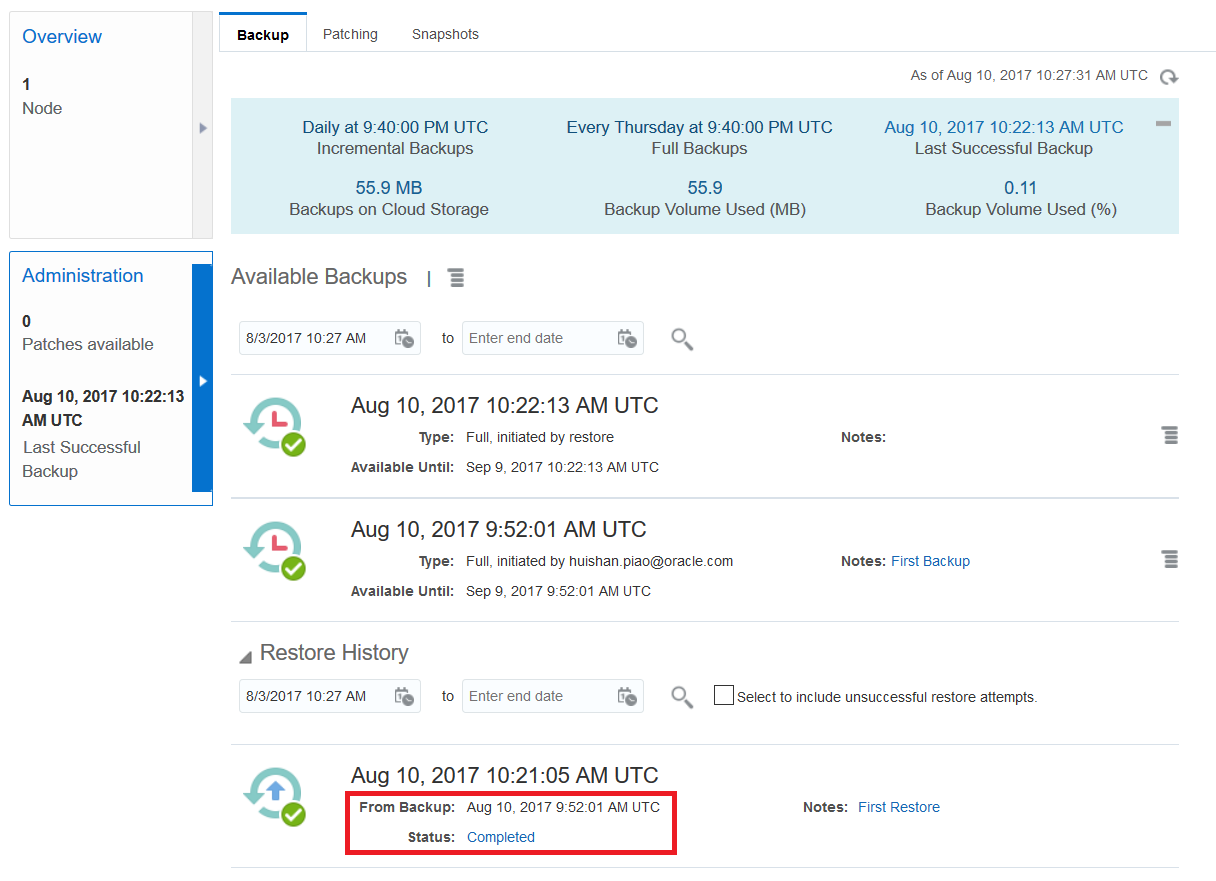 Overview
1
Node
Administration
0
Patches available
Aug 10, 2017 10:22:13
AM UTC
Last Successful
Backup
Backup Patching Snapshots
As of Aug 10, 2017 10:27:31 AM UTC
Daily at 9:40:00 PM UTC Every Thursday at 9:40:00 PM UTC Aug 10, 2017 10:22:13 AM UTC
Incremental Backups Full Backups Last Successful Backup
55.9 MB 55.9 0.11
Backups on Cloud Storage Backup Volume Used (MB) Backup Volume Used (%)
Available Backups |
8/3/2017 10:27 AM to Enter end date
Aug 10, 2017 10:22:13 AM UTC
Type: Full, initiated by restore Notes:
Available Until: Sep 9, 2017 10:22:13 AM UTC
Aug 10, 2017 9:52:01 AM UTC
Type: Full, initiated by huishan.piao@oracle.com Notes: First Backup
Available Until: Sep 9, 2017 9:52:01 AM UTC
Restore History
8/3/2017 10:27 AM to Enter end date Select to include unsuccessful restore attempts.
Aug 10, 2017 10:21:05 AM UTC
From Backup: Aug 10, 2017 9:52:01 AM UTC Notes: First Restore
Status: Completed